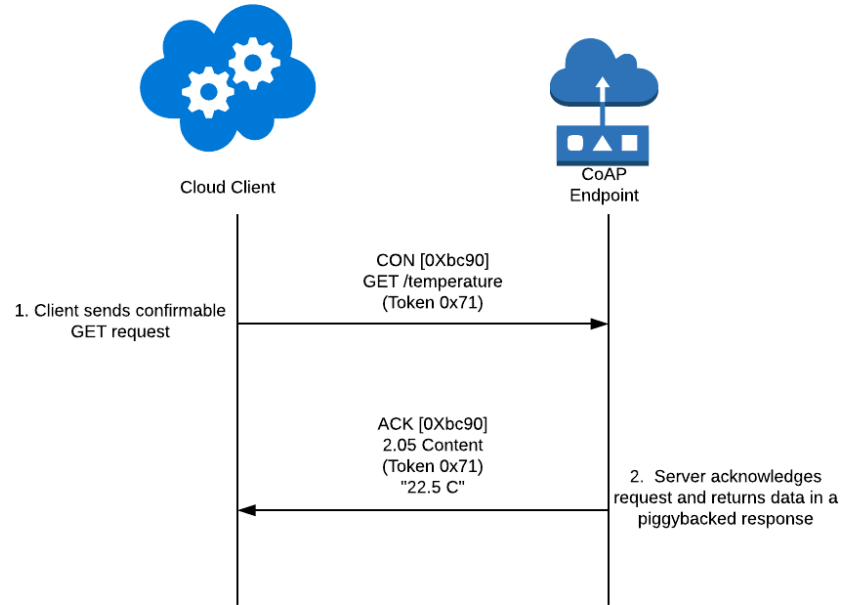 Cloud Client
CoAP
Endpoint
CON [0Xbc90]
GET /temperature
(Token 0x71)
1. Client sends confirmable
GET request
ACK [0Xbc90]
2.05 Content
(Token 0x71)
"22.5 C"
2.  Server acknowledges
request and returns data in a
piggybacked response